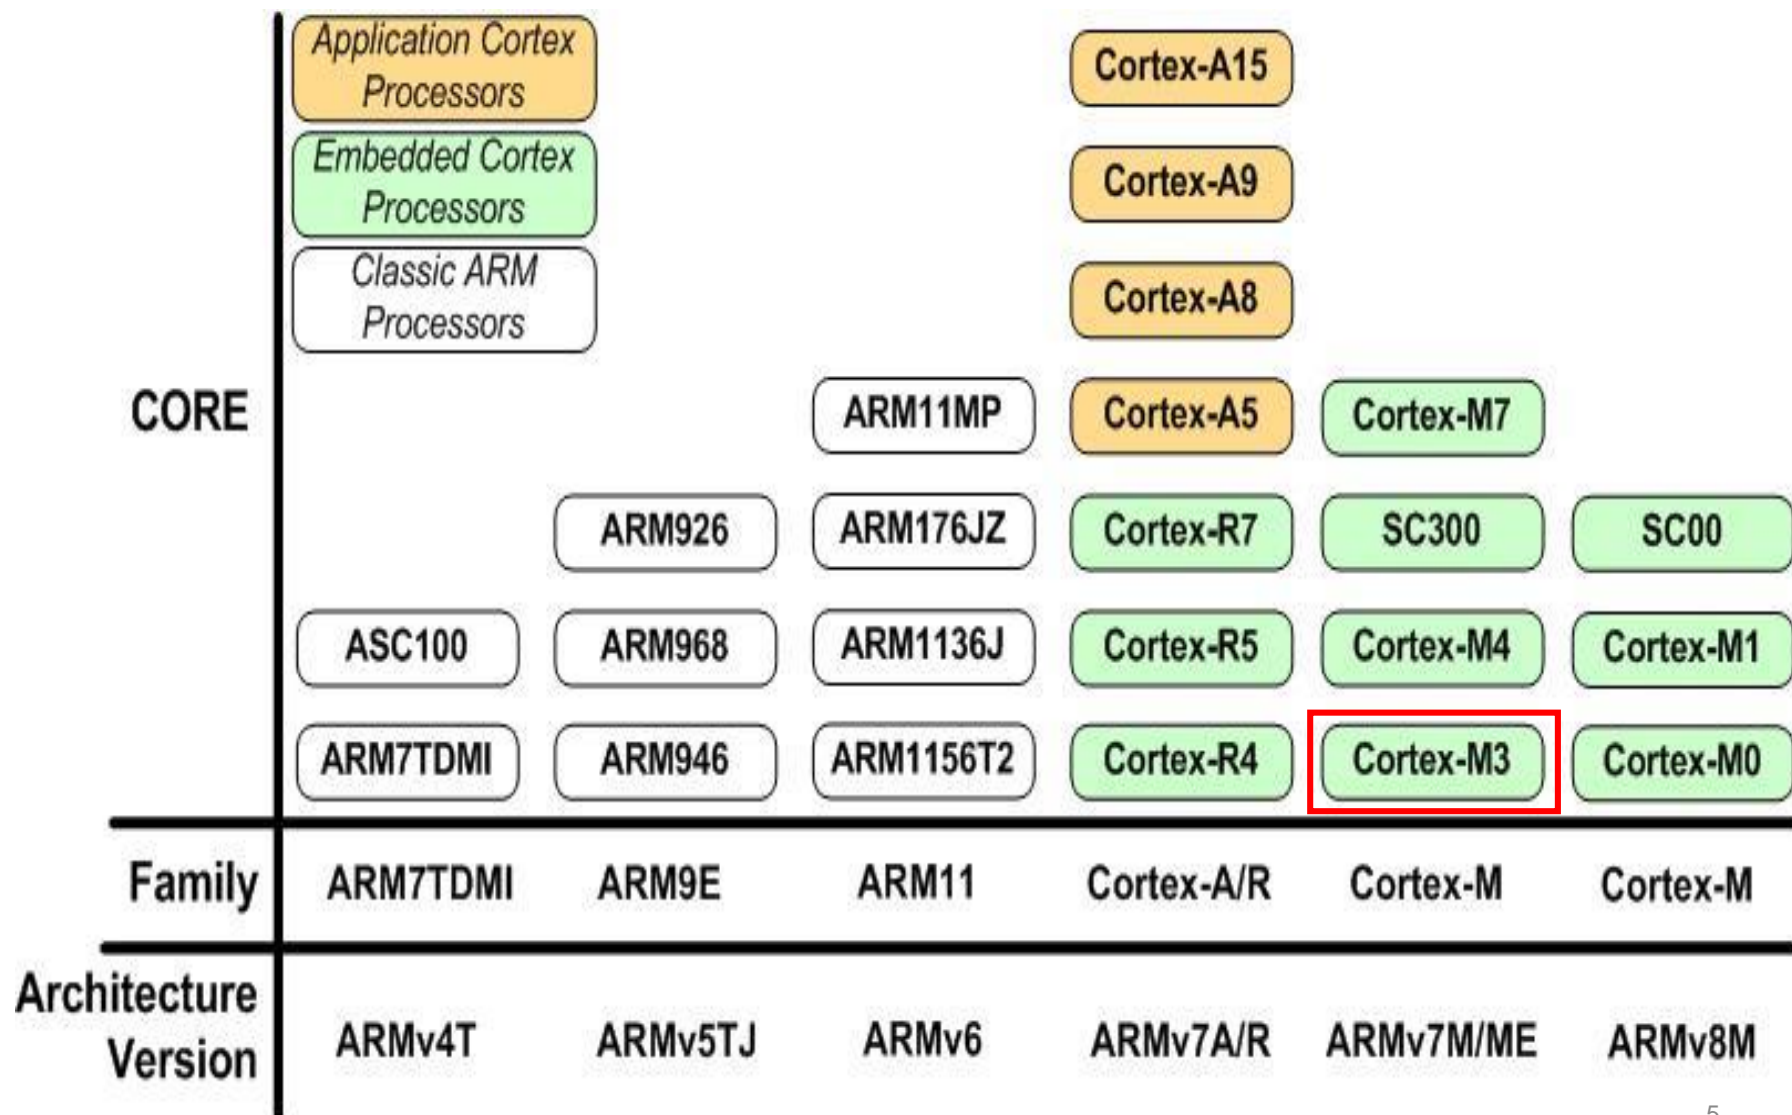 Application Cortex
Processors
Cortex-A15
Embedded Cortex
Processors
Cortex-A9
Classic ARM
Processors
Cortex-A8
CORE
ARM11MP
Cortex-A5
Cortex-M7
ARM926
ARM176JZ
Cortex-R7
SC300
SC00
ASC100
ARM968
ARM1136J
Cortex-R5
Cortex-M4
Cortex-M1
ARM7TDMI
ARM946
ARM1156T2
Cortex-R4
Cortex-M3
Cortex-M0
Family
ARM7TDMI
ARM9E
ARM11
Cortex-A/R
Cortex-M
Cortex-M
Architecture
Version
ARMv4T
ARMv5TJ
ARMv6
ARMv7A/R
ARMv7M/ME
ARMv8M
5